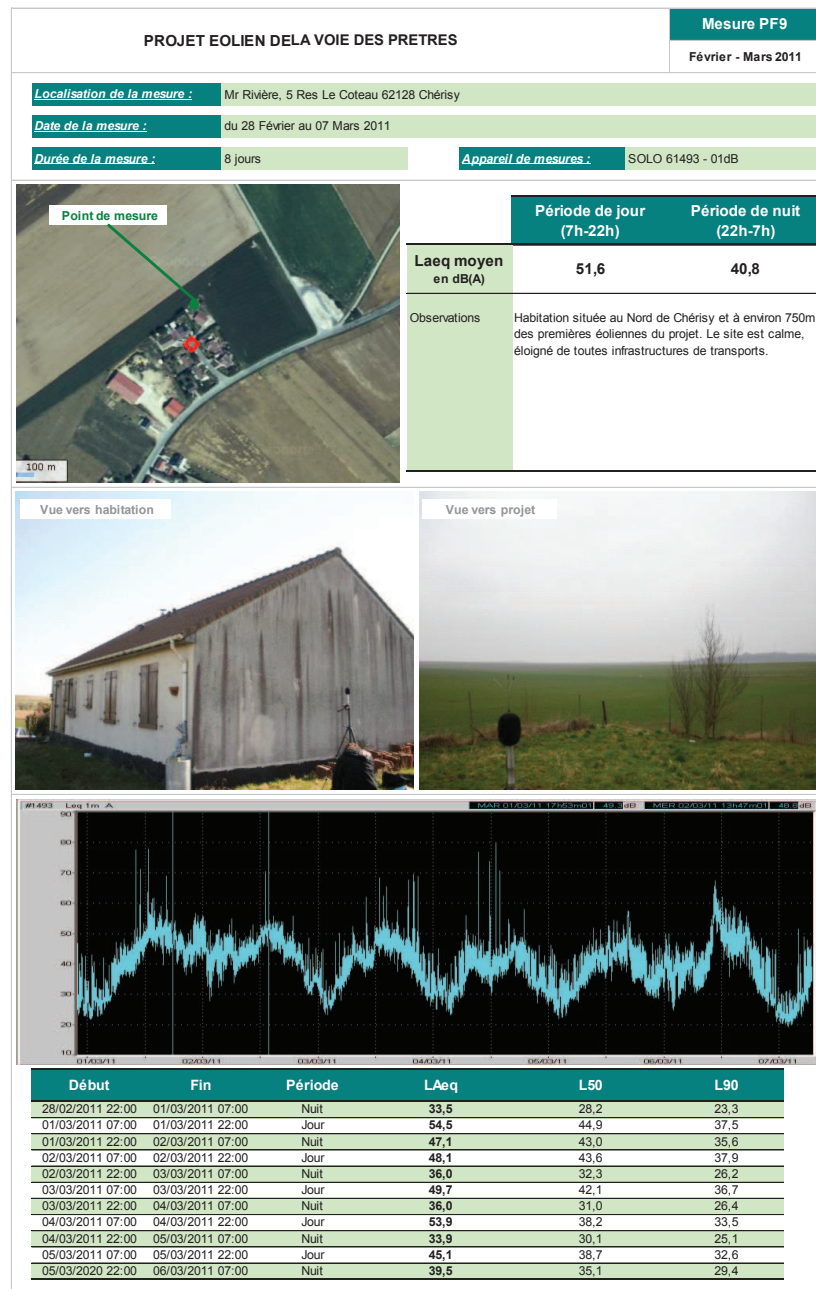 PROJET EOLIEN DELA VOIE DES PRETRES
Mesure PF9
Février - Mars 2011
Localisation de la mesure : Mr Rivière, 5 Res Le Coteau 62128 Chérisy
Date de la mesure : du 28 Février au 07 Mars 2011
Durée de la mesure : 8 jours Appareil de mesures : SOLO 61493 - 01dB
Point de mesure
100 m
Période de jour (7h-22h) Période de nuit (22h-7h)
Laeq moyen en dB(A) 51,6 40,8
Observations Habitation située au Nord de Chérisy et à environ 750m
des premières éoliennes du projet. Le site est calme,
éloigné de toutes infrastructures de transports.
Vue vers habitation
Vue vers projet
#1493 Leq 1m A MAR 01/03/11 17h53m01 49.3 dB MER 02/03/11 13h47m01 48.8 dB
90
80
70
60
50
40
30
20
10
01/03/11 02/03/11 03/03/11 04/03/11 05/03/11 06/03/11 07/03/11
Début Fin Période LAeq L50 L90
28/02/2011 22:00 01/03/2011 07:00 Nuit 33,5 28,2 23,3
01/03/2011 07:00 01/03/2011 22:00 Jour 54,5 44,9 37,5
01/03/2011 22:00 02/03/2011 07:00 Nuit 47,1 43,0 35,6
02/03/2011 07:00 02/03/2011 22:00 Jour 48,1 43,6 37,9
02/03/2011 22:00 03/03/2011 07:00 Nuit 36,0 32,3 26,2
03/03/2011 07:00 03/03/2011 22:00 Jour 49,7 42,1 36,7
03/03/2011 22:00 04/03/2011 07:00 Nuit 36,0 31,0 26,4
04/03/2011 07:00 04/03/2011 22:00 Jour 53,9 38,2 33,5
04/03/2011 22:00 05/03/2011 07:00 Nuit 33,9 30,1 25,1
05/03/2011 07:00 05/03/2011 22:00 Jour 45,1 38,7 32,6
05/03/2020 22:00 06/03/2011 07:00 Nuit 39,5 35,1 29,4